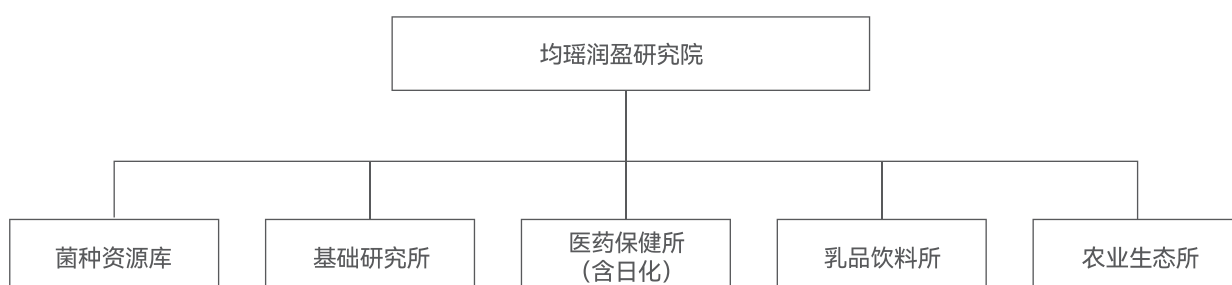 均瑶润盈研究院
菌种资源库
基础研究所
医药保健所
（含日化）
乳品饮料所
农业生态所